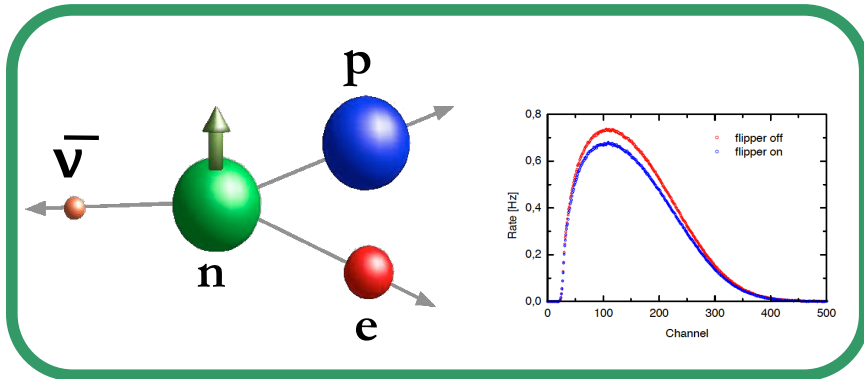 p
ν̅
n
e
flipper off
flipper on
Rate [Hz]
0,8
0,6
0,4
0,2
0,0
0 100 200 300 400 500
Channel